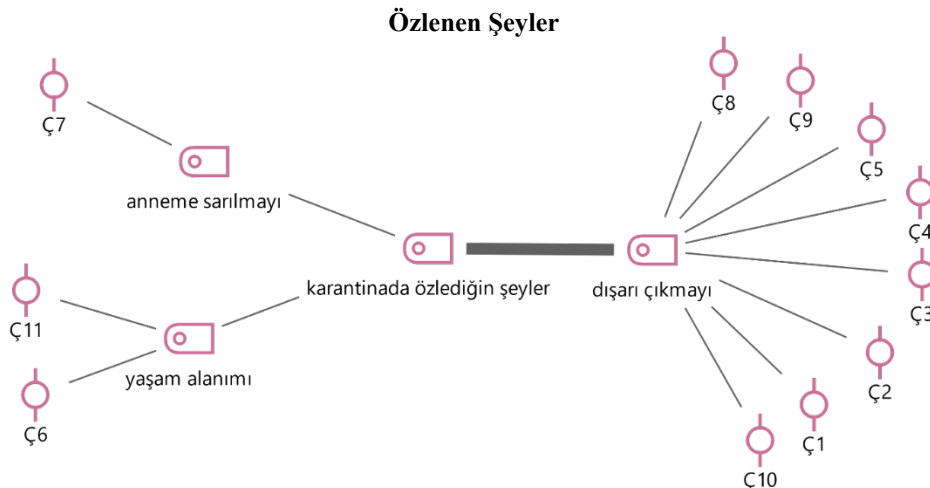 Özlenen Şeyler
Ç7
Ç8
Ç9
Ç5
anneme sarılmayı
Ç4
karantinada özlediğin şeyler
dışarı çıkmayı
Ç3
Ç11
yaşam alanımı
Ç2
Ç6
Ç1
Ç10